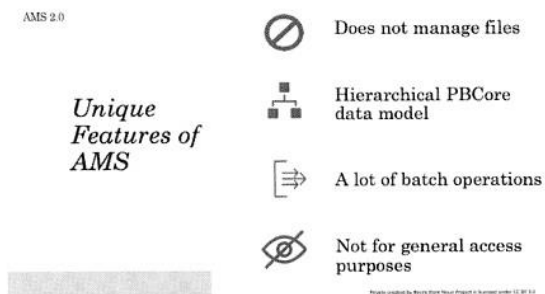 AMS 2.0
Unique
Features of
AMS
Does not manage files
Hierarchical PBCore
data model
A lot of batch operations
Not for general access
purposes